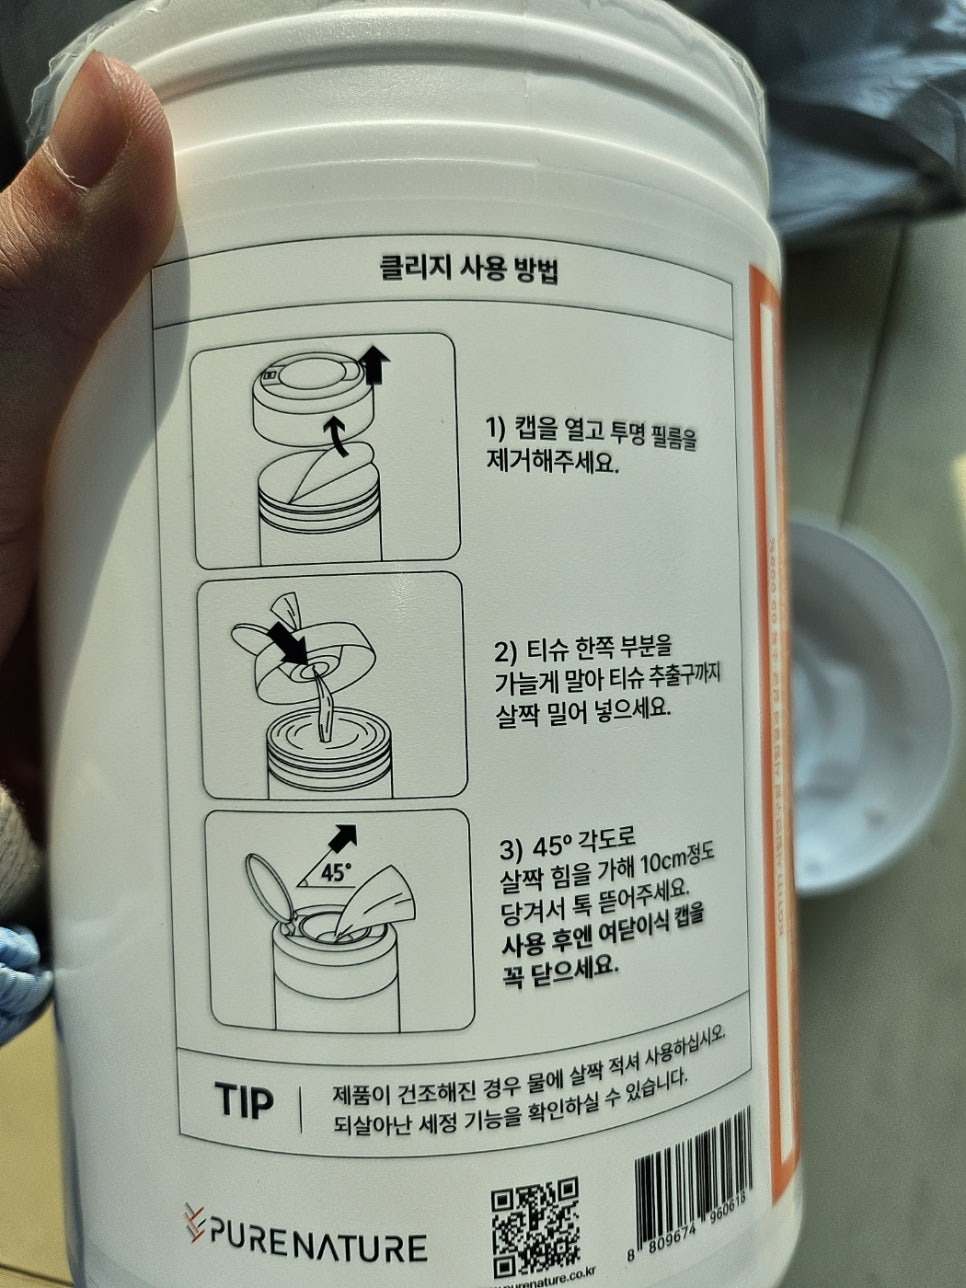 클리지 사용 방법
1) 캡을 열고 투명 필름을
제거해주세요.
2) 티슈 한쪽 부분을
가늘게 말아 티슈 추출구까지
살짝 밀어 넣으세요.
45°
3) 45° 각도로
살짝 힘을 가해 10cm정도
당겨서 톡 뜯어주세요.
사용 후엔 여닫이식 캡을
꼭 닫으세요.
TIP
제품이 건조해진 경우 물에 살짝 적셔 사용하십시오.
되살아난 세정 기능을 확인하실 수 있습니다.
PURENATURE
purenature.co.kr
8 809674 960618